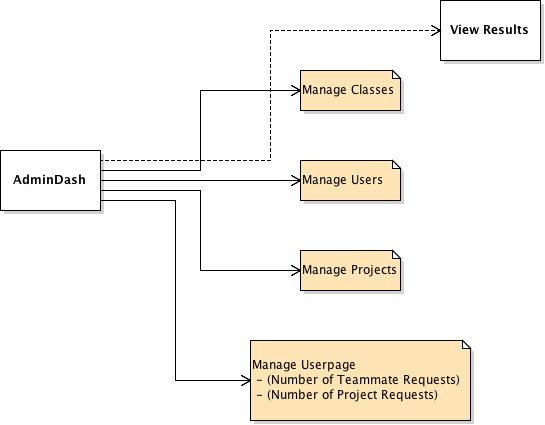 View Results
Manage Classes
AdminDash
Manage Users
Manage Projects
Manage Userpage
- (Number of Teammate Requests)
- (Number of Project Requests)